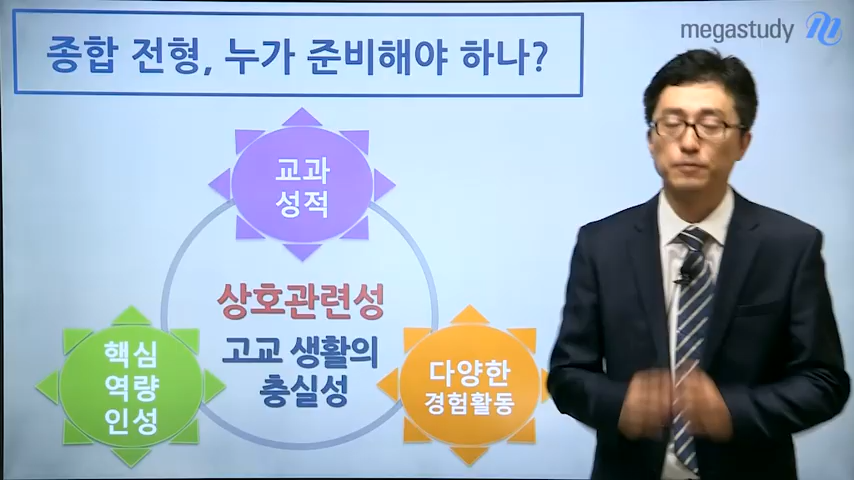 종합 전형, 누가 준비해야 하나?
megastudy
교과
성적
상호관련성
고교 생활의
충실성
핵심
역량
인성
다양한
경험활동